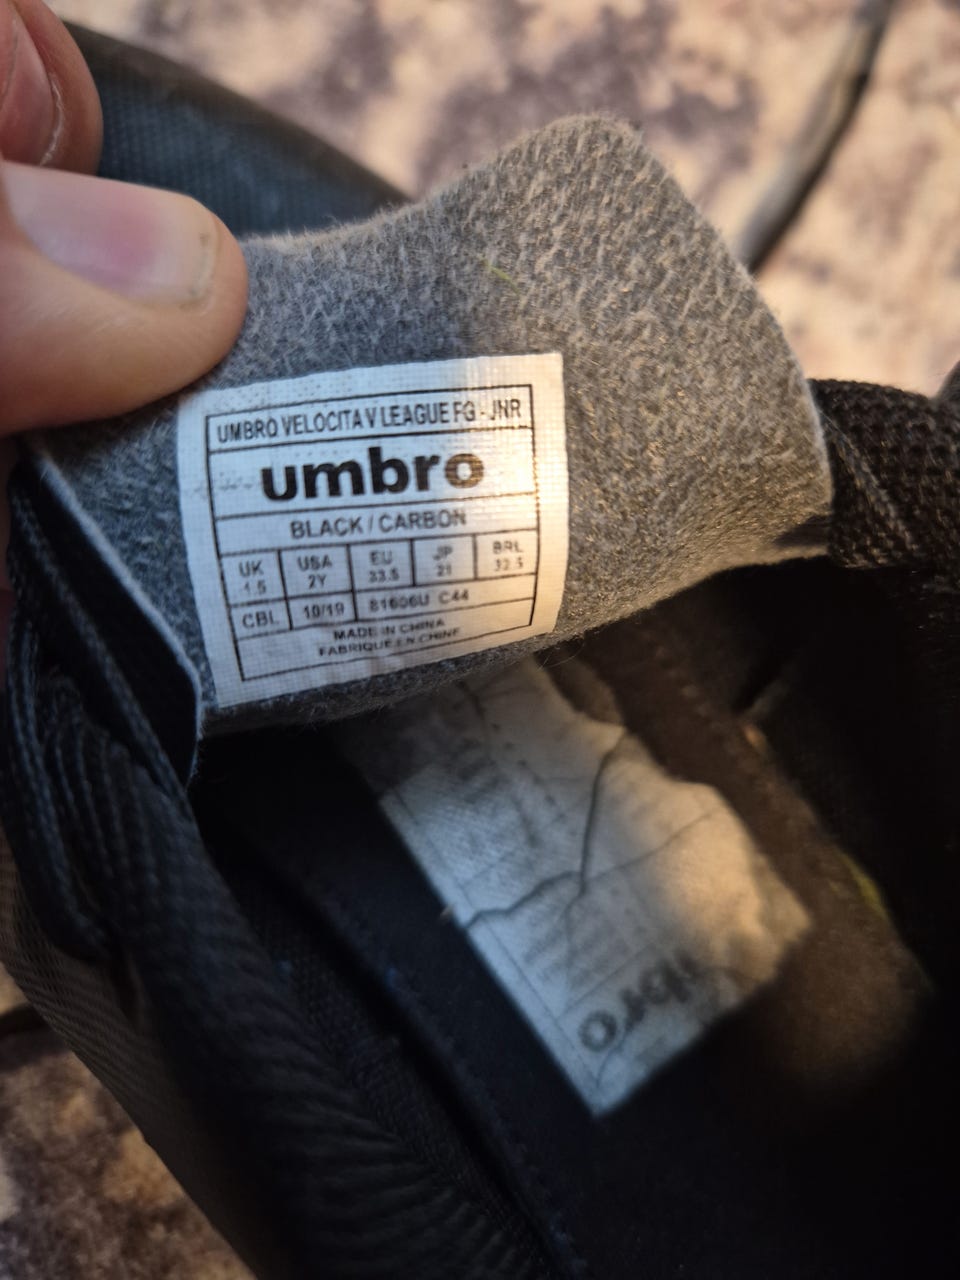 UMBRO VELOCITA V LEAGUE FG - JNR
umbro
BLACK / CARBON
UK USA EU JP BRL
1.5 2Y 33.5 21 32.5
CBL 10/19 81606U C44
MADE IN CHINA
FABRIQUE EN CHINE